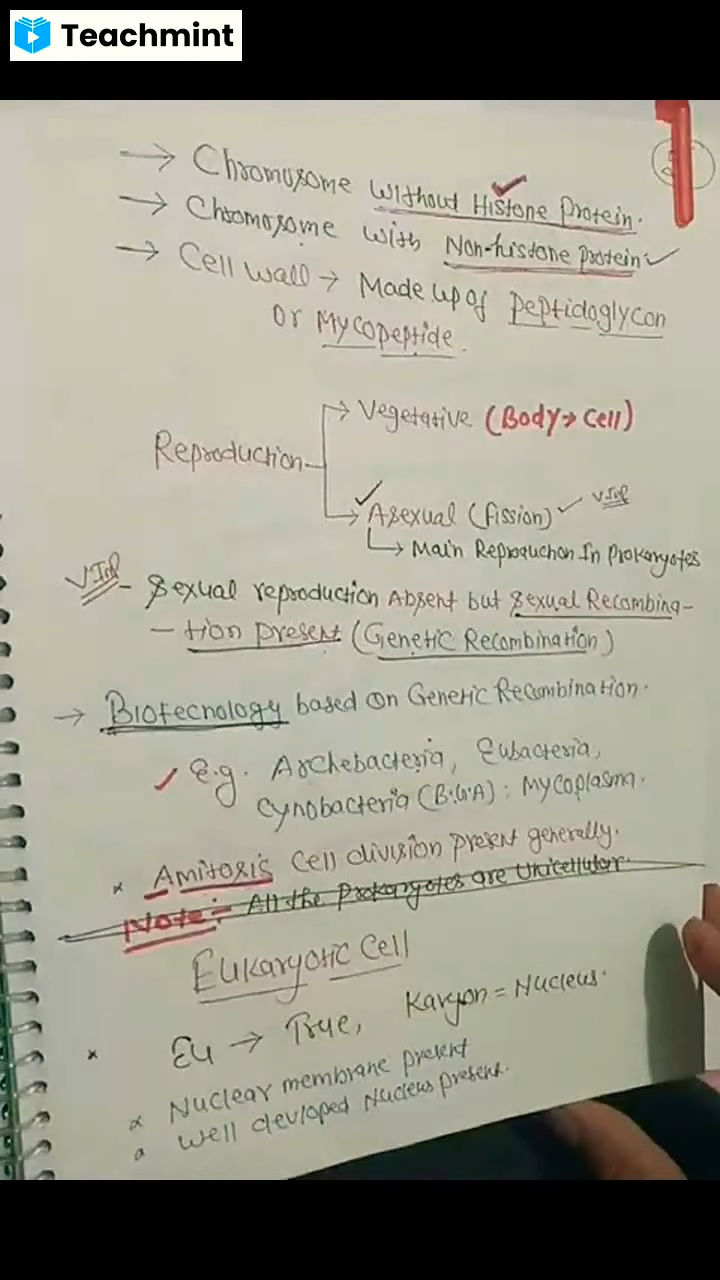 Teachmint
→ Chromosome without Histone Protein.
→ Chromosome with Non-histone protein
→ Cell wall → Made up of Peptidoglycon
or Mycopeptide.
→ Vegetative (Body → Cell)
Reproduction
→ Asexual (fission) V.Imp
→ Main Reproduction In Prokaryotes
V Imp - Sexual reproduction Absent but Sexual Recombina-
-tion present (Genetic Recombination)
→ Biotecnology based on Genetic Recombination.
E.g. Archebacteria, Eubacteria,
Cynobacteria (B.G.A) : Mycoplasma.
x Amitosis Cell division present generally.
Note:- All the Prokaryotes are Unicellular.
Eukaryotic Cell
x Eu → True, Karyon = Nucleus.
x Nuclear membrane present
Well devloped Nucleus present.